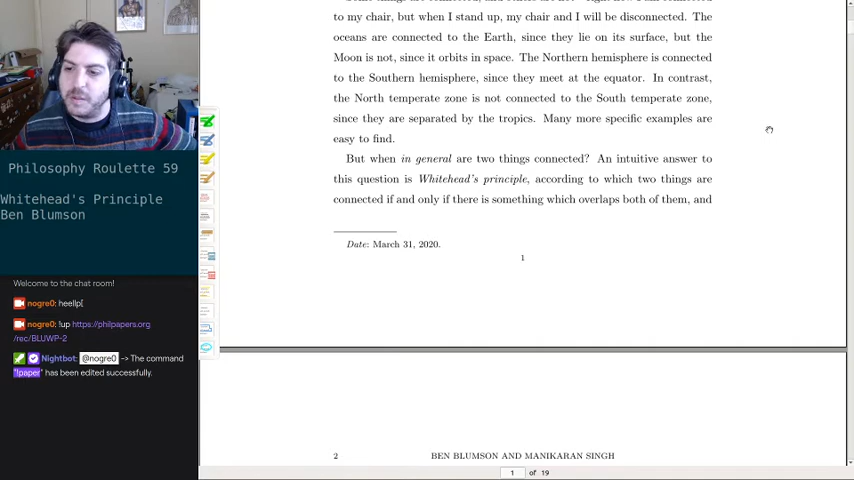 to my chair, but when I stand up, my chair and I will be disconnected. The
oceans are connected to the Earth, since they lie on its surface, but the
Moon is not, since it orbits in space. The Northern hemisphere is connected
to the Southern hemisphere, since they meet at the equator. In contrast,
the North temperate zone is not connected to the South temperate zone,
since they are separated by the tropics. Many more specific examples are
easy to find.
But when in general are two things connected? An intuitive answer to
this question is Whitehead's principle, according to which two things are
connected if and only if there is something which overlaps both of them, and
Date: March 31, 2020.
1
2 BEN BLUMSON AND MANIKARAN SINGH
1 of 19
Philosophy Roulette 59
Whitehead's Principle
Ben Blumson
Welcome to the chat room!
nogre0: heellp[
nogre0: !up https://philpapers.org
/rec/BLUWP-2
Nightbot: @nogre0 -> The command
"!paper" has been edited successfully.